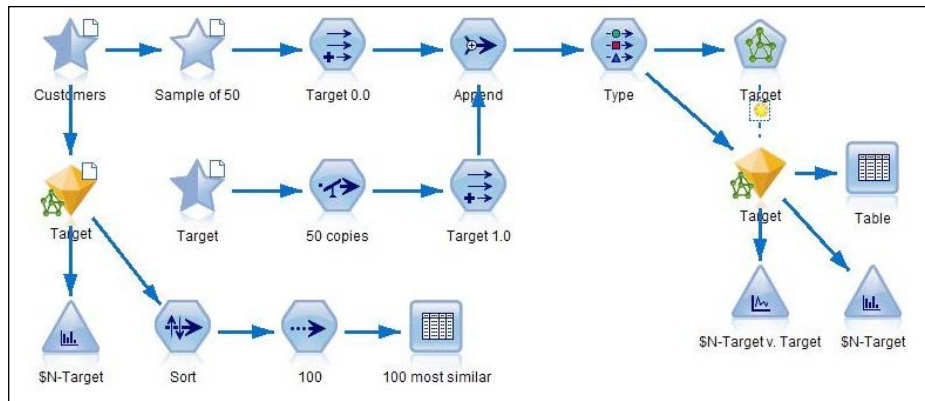 Customers
Sample of 50
Target 0.0
Append
Type
Target
Target
Target
50 copies
Target 1.0
Target
Table
$N-Target
Sort
100
100 most similar
$N-Target v. Target
$N-Target